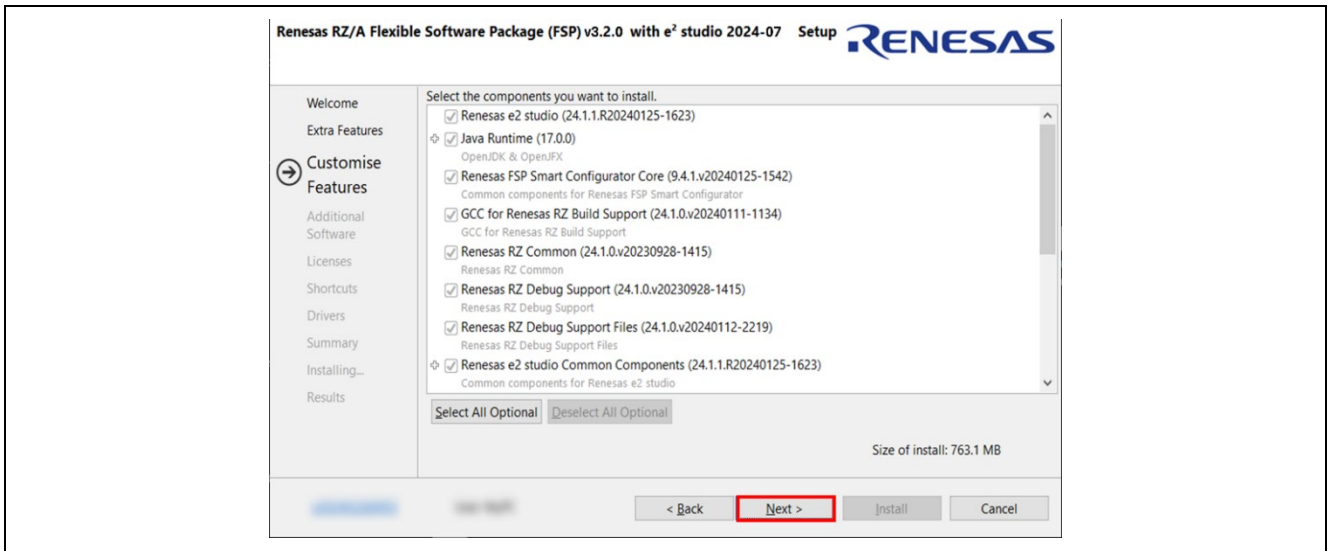 Renesas RZ/A Flexible Software Package (FSP) v3.2.0 with e² studio 2024-07 Setup
RENESAS
Welcome
Extra Features
Customise
Features
Additional
Software
Licenses
Shortcuts
Drivers
Summary
Installing...
Results
Select the components you want to install.
Renesas e2 studio (24.1.1.R20240125-1623)
Java Runtime (17.0.0)
OpenJDK & OpenJFX
Renesas FSP Smart Configurator Core (9.4.1.v20240125-1542)
Common components for Renesas FSP Smart Configurator
GCC for Renesas RZ Build Support (24.1.0.v20240111-1134)
GCC for Renesas RZ Build Support
Renesas RZ Common (24.1.0.v20230928-1415)
Renesas RZ Common
Renesas RZ Debug Support (24.1.0.v20230928-1415)
Renesas RZ Debug Support
Renesas RZ Debug Support Files (24.1.0.v20240112-2219)
Renesas RZ Debug Support Files
Renesas e2 studio Common Components (24.1.1.R20240125-1623)
Common components for Renesas e2 studio
Select All Optional Deselect All Optional
Size of install: 763.1 MB
< Back Next > Install Cancel